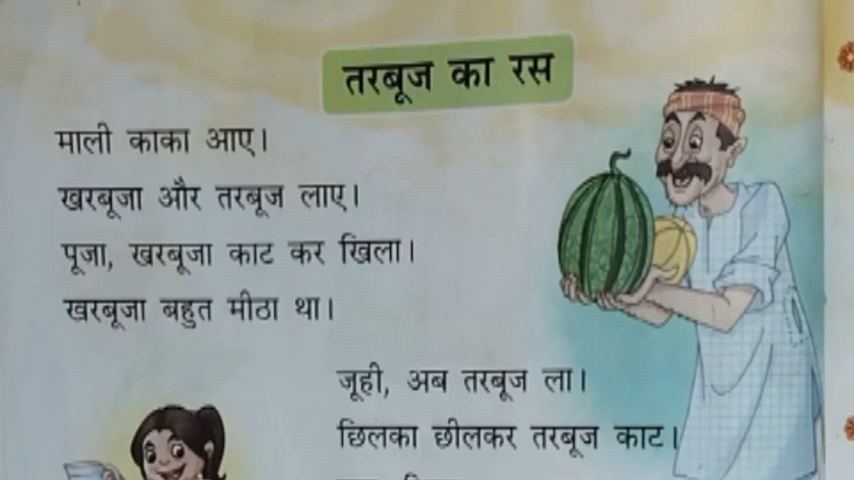 तरबूज का रस
माली काका आए।
खरबूजा और तरबूज लाए।
पूजा, खरबूजा काट कर खिला।
खरबूजा बहुत मीठा था।
जूही, अब तरबूज ला।
छिलका छीलकर तरबूज काट।